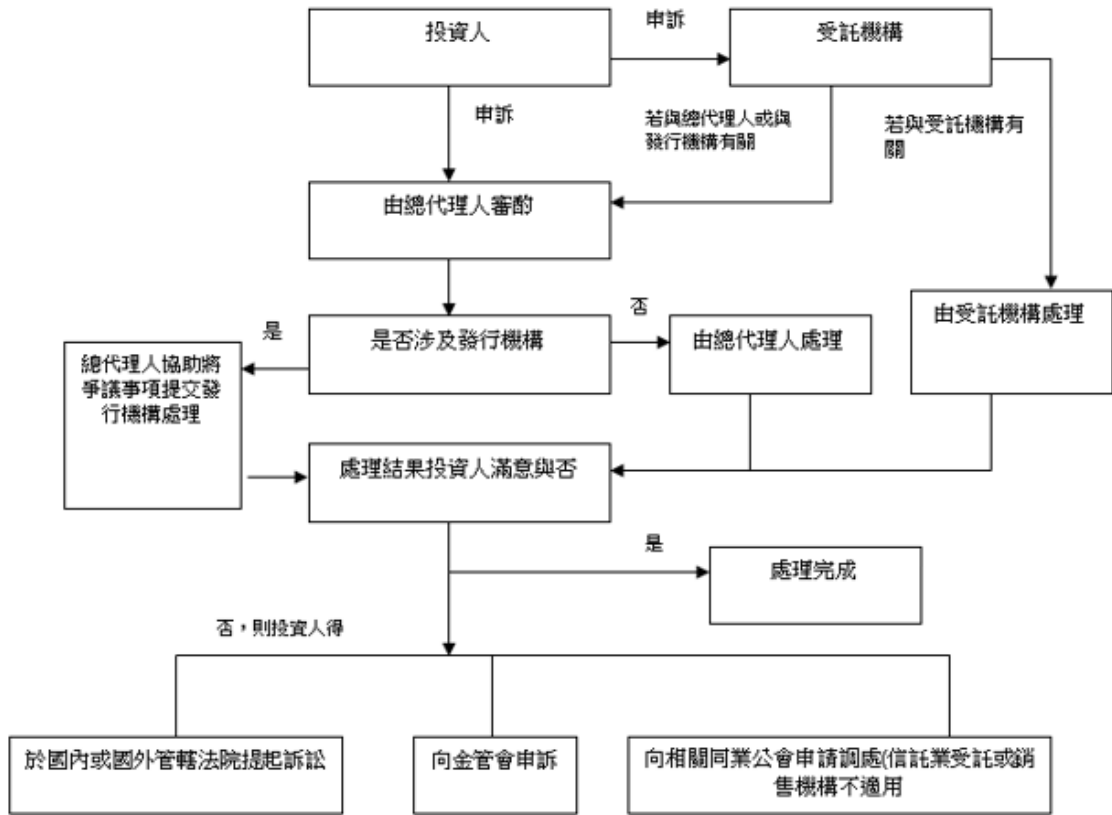 投資人
申訴
受託機構
申訴
若與總代理人或與
發行機構有關
若與受託機構有
關
由總代理人審酌
是
是否涉及發行機構
否
由總代理人處理
由受託機構處理
總代理人協助將
爭議事項提交發
行機構處理
處理結果投資人滿意與否
是
處理完成
否，則投資人得
於國內或國外管轄法院提起訴訟
向金管會申訴
向相關同業公會申請調處(信託業受託或銷
售機構不適用